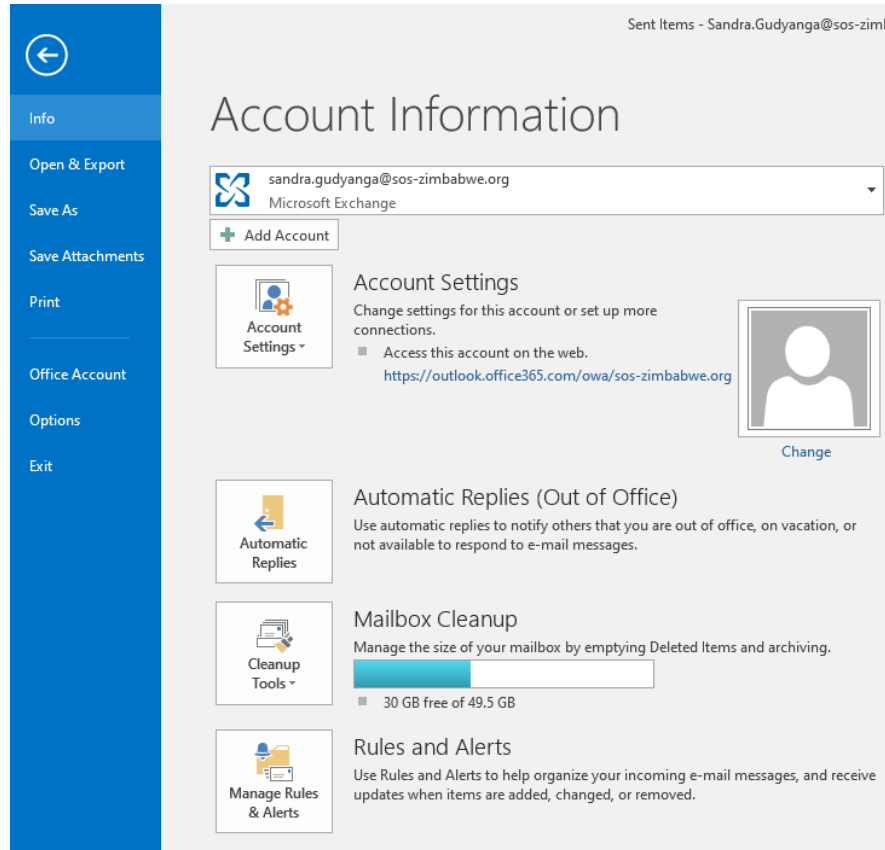 Sent Items - Sandra.Gudyanga@sos-zim
Info
Open & Export
Save As
Save Attachments
Print
Office Account
Options
Exit
Account Information
sandra.gudyanga@sos-zimbabwe.org
Microsoft Exchange
Add Account
Account
Settings
Account Settings
Change settings for this account or set up more
connections.
Access this account on the web.
https://outlook.office365.com/owa/sos-zimbabwe.org
Change
Automatic
Replies
Automatic Replies (Out of Office)
Use automatic replies to notify others that you are out of office, on vacation, or
not available to respond to e-mail messages.
Cleanup
Tools
Mailbox Cleanup
Manage the size of your mailbox by emptying Deleted Items and archiving.
30 GB free of 49.5 GB
Manage Rules
& Alerts
Rules and Alerts
Use Rules and Alerts to help organize your incoming e-mail messages, and receive
updates when items are added, changed, or removed.